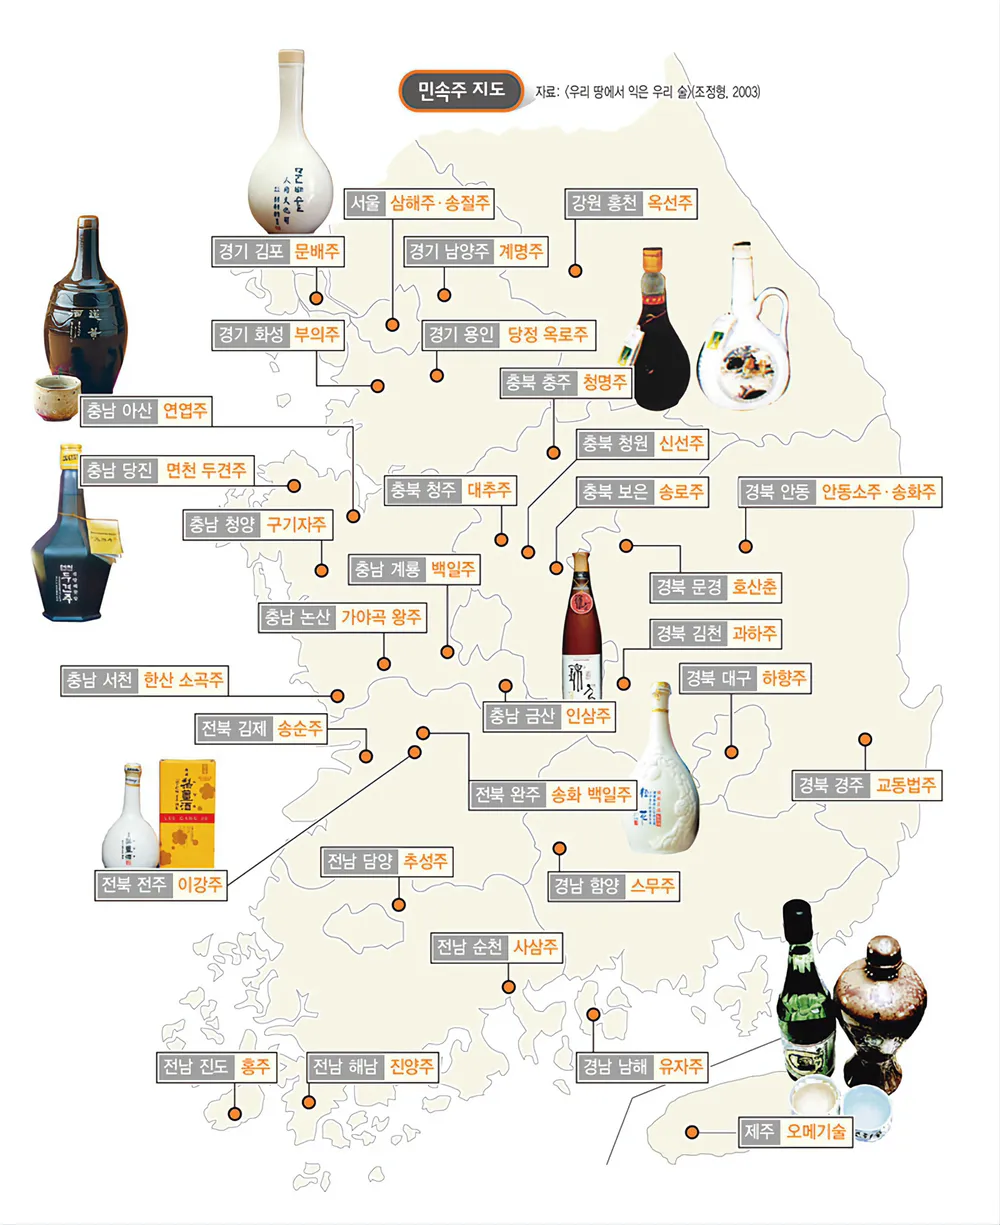 민속주 지도
자료: 〈우리 땅에서 익은 우리 술〉(조정형, 2003)
문배술
서울 삼해주·송절주
강원 홍천 옥선주
경기 김포 문배주
경기 남양주 계명주
경기 화성 부의주
경기 용인 당정 옥로주
충북 충주 청명주
충남 아산 연엽주
충북 청원 신선주
충남 당진 면천 두견주
충북 청주 대추주
충북 보은 송로주
경북 안동 안동소주·송화주
충남 청양 구기자주
면천
두견주
충남 계룡 백일주
경북 문경 호산춘
충남 논산 가야곡 왕주
경북 김천 과하주
충남 서천 한산 소곡주
경북 대구 하향주
충남 금산 인삼주
전북 김제 송순주
경북 경주 교동법주
전북 완주 송화 백일주
LEE GANG JU
전남 담양 추성주
전북 전주 이강주
경남 함양 스무주
전남 순천 사삼주
전남 진도 홍주
전남 해남 진양주
경남 남해 유자주
제주 오메기술